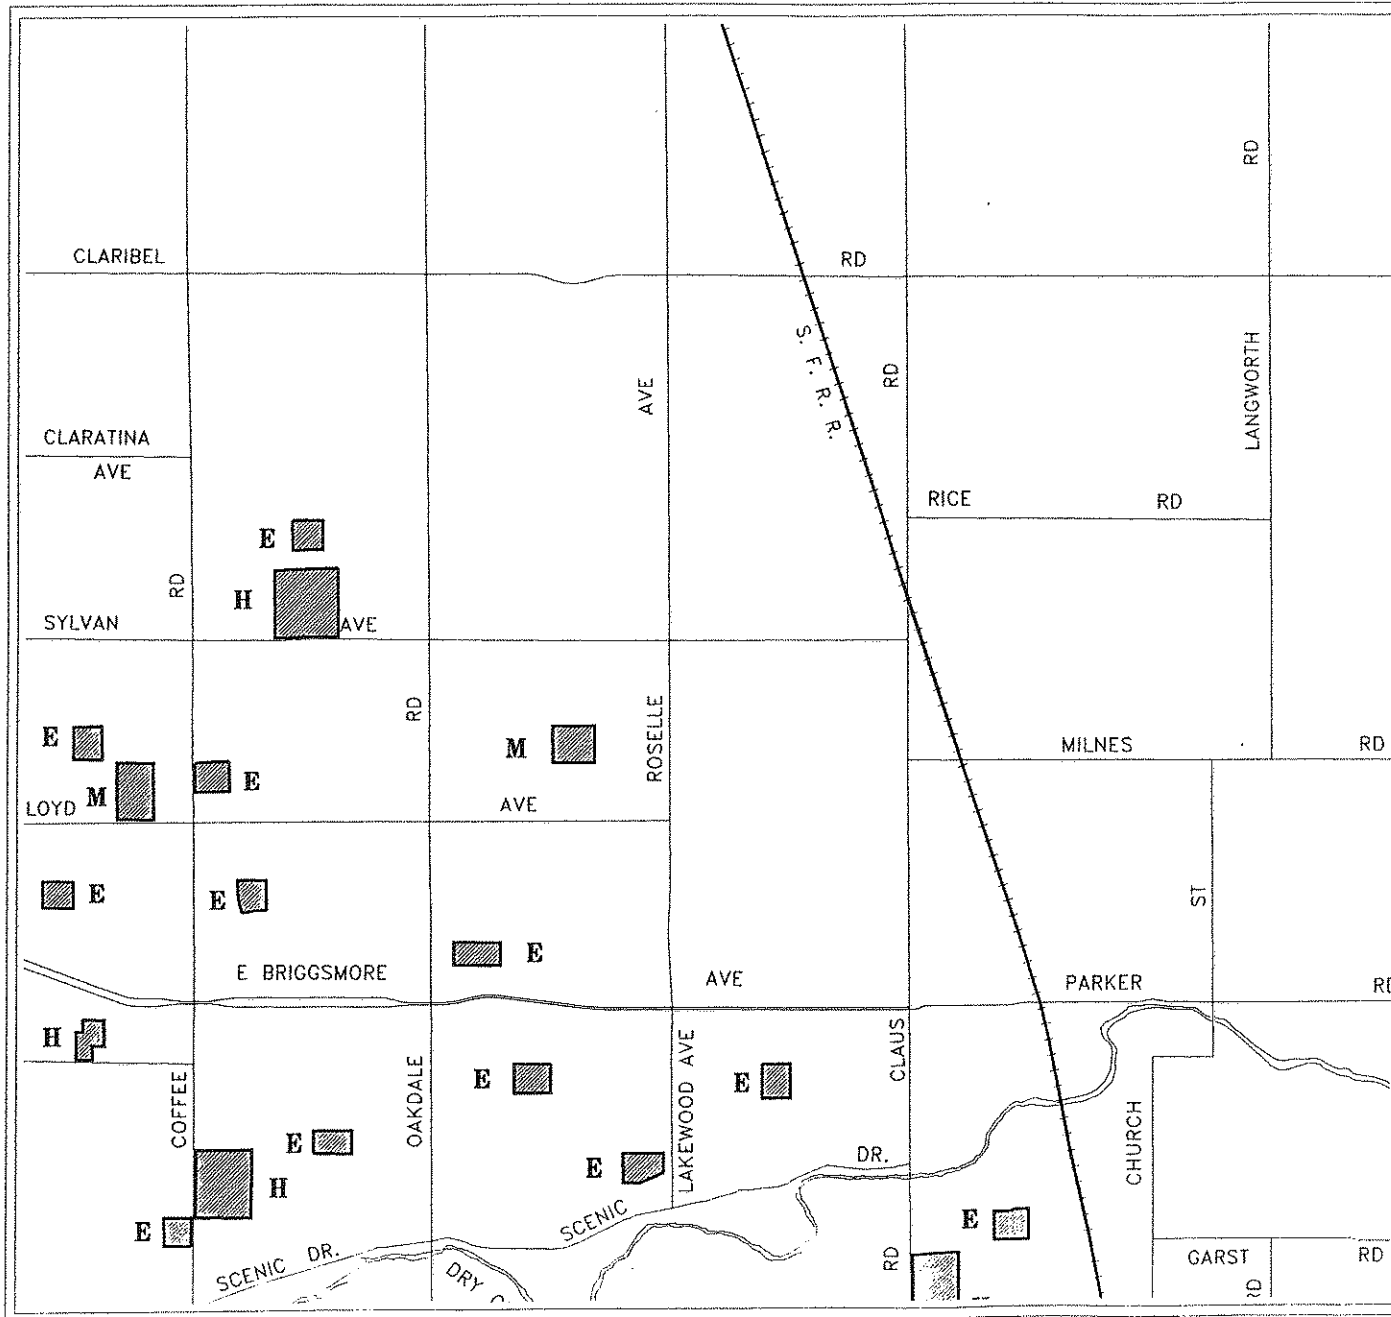 RD
CLARIBEL
RD
S. F. R. R.
RD
AVE
LANGWORTH
CLARATINA
AVE
RICE
RD
E
RD
H
SYLVAN
AVE
RD
ROSELLE
E
M
MILNES
RD
E
LOYD
M
AVE
E
E
ST
E
E BRIGGSMORE
AVE
PARKER
RD
H
CLAUS
COFFEE
OAKDALE
E
LAKEWOOD AVE
E
CHURCH
E
E
DR.
H
E
SCENIC
E
SCENIC DR.
DRY
RD
GARST
RD
RD